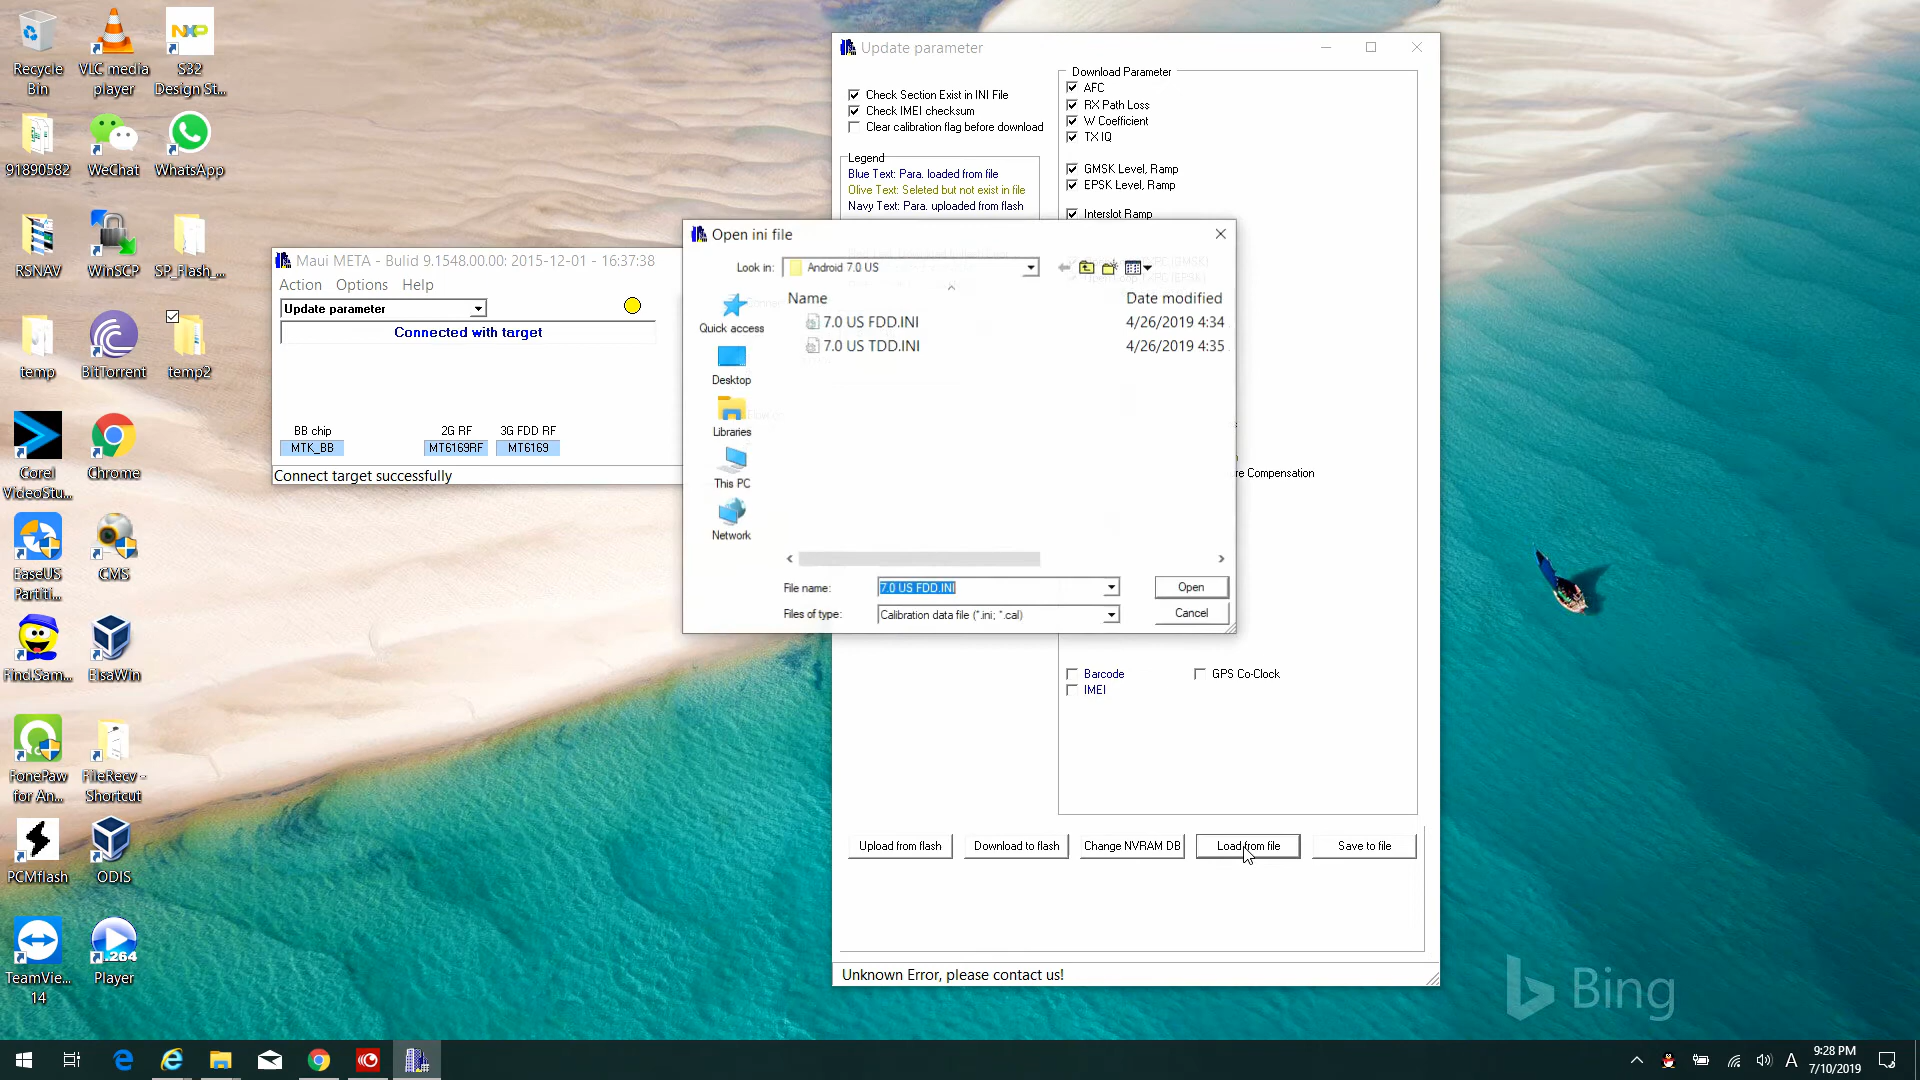 Recycle Bin
VLC media player
S32 Design St...
NXP
91890582
WeChat
WhatsApp
RSNAV
WinSCP
SP_Flash_...
temp
BitTorrent
temp2
Corel VideoStu...
Chrome
EaseUS Partiti...
CMS
FindSam...
ElsaWin
FonePaw for An...
FileRecv - Shortcut
PCMflash
ODIS
TeamVie... 14
H.264
Player
Maui META - Bulid 9.1548.00.00: 2015-12-01 - 16:37:38
Action Options Help
Update parameter
Connected with target
BB chip 2G RF 3G FDD RF
MTK_BB MT6169RF MT6169
Connect target successfully
Update parameter
Check Section Exist in INI File
Check IMEI checksum
Clear calibration flag before download
Legend
Blue Text: Para. loaded from file
Olive Text: Seleted but not exist in file
Navy Text: Para. uploaded from flash
Download Parameter
AFC
RX Path Loss
W Coefficient
TX IQ
GMSK Level, Ramp
EPSK Level, Ramp
Interslot Ramp
Open ini file
Look in: Android 7.0 US
Name Date modified
7.0 US FDD.INI 4/26/2019 4:34
7.0 US TDD.INI 4/26/2019 4:35
Quick access
Desktop
Libraries
This PC
Network
File name: 7.0 US FDD.INI Open
Files of type: Calibration data file (*.ini; *.cal) Cancel
re Compensation
Barcode GPS Co-Clock
IMEI
Upload from flash Download to flash Change NVRAM DB Load from file Save to file
Unknown Error, please contact us!
Bing
A
9:28 PM
7/10/2019